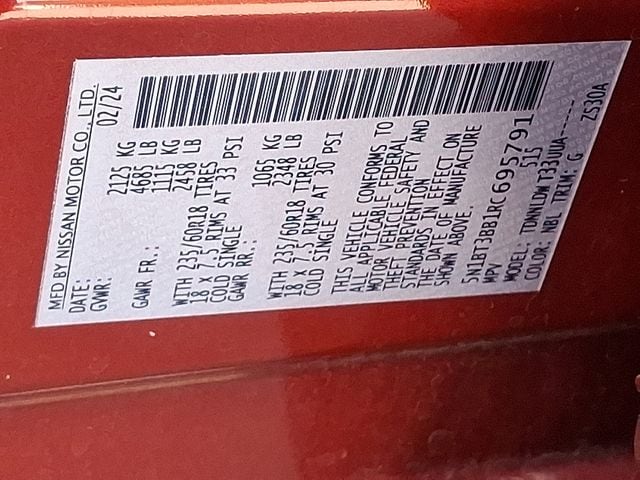 MFD BY NISSAN MOTOR CO., LTD.
DATE: 02/24
GVWR: 2125 KG
4685 LB
GAWR FR.: 1115 KG
2458 LB
WITH 235/60R18 TIRES
18 x 7.5 RIMS AT 33 PSI
COLD SINGLE
GAWR RR.: 1065 KG
2348 LB
WITH 235/60R18 TIRES
18 x 7.5 RIMS AT 30 PSI
COLD SINGLE
THIS VEHICLE CONFORMS TO
ALL APPLICABLE FEDERAL
MOTOR VEHICLE SAFETY AND
THEFT PREVENTION
STANDARDS IN EFFECT ON
THE DATE OF MANUFACTURE
SHOWN ABOVE.
5N1BT3BB1RC695791
MPV 515
MODEL: TDWNLDW T33UUA------
COLOR: NBL TRIM: G ZS30A